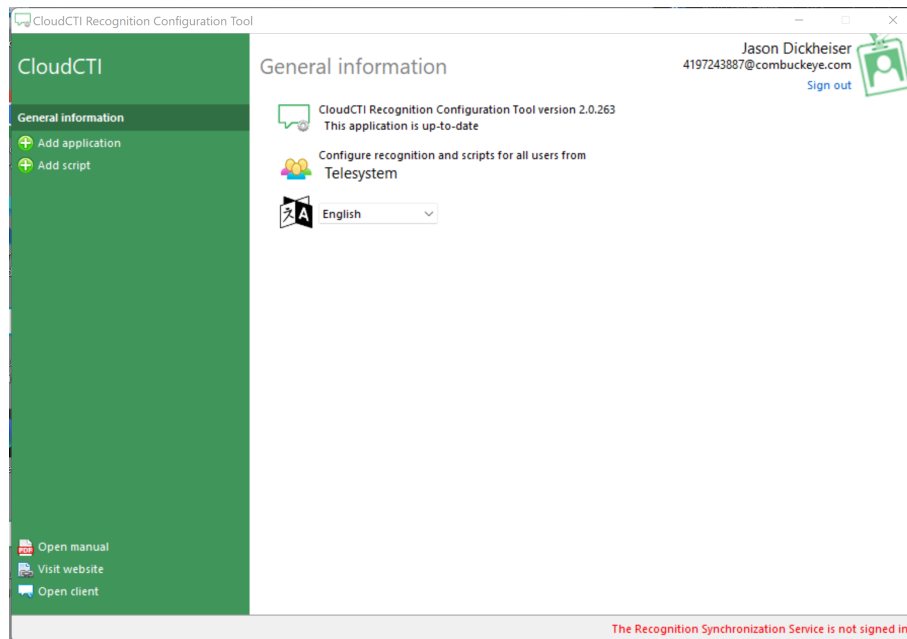 CloudCTI Recognition Configuration Tool
CloudCTI
General information
Add application
Add script
Open manual
Visit website
Open client
General information
Jason Dickheiser
4197243887@combuckeye.com
Sign out
CloudCTI Recognition Configuration Tool version 2.0.263
This application is up-to-date
Configure recognition and scripts for all users from
Telesystem
English
The Recognition Synchronization Service is not signed in